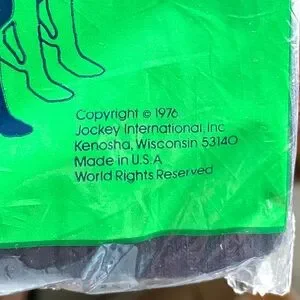 Copyright © 1976
Jockey International, Inc
Kenosha, Wisconsin 53140
Made in U.S.A
World Rights Reserved